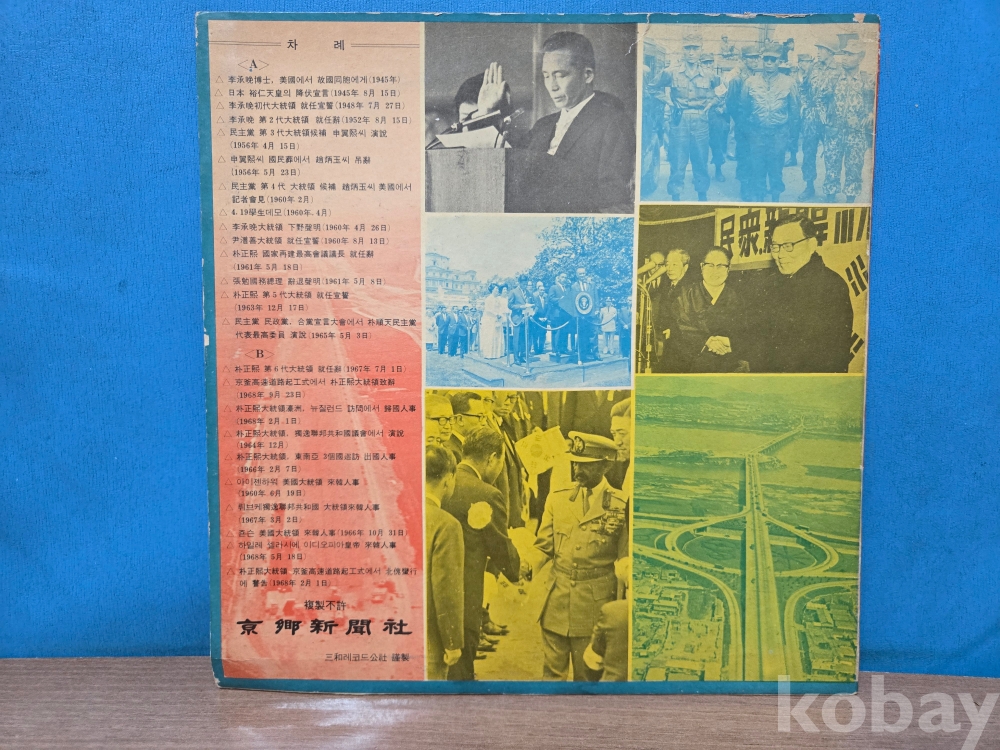 차 례
<A>
△ 李承晚博士, 美國에서 故國同胞에게(1945年)
△ 日本 裕仁天皇의 降伏宣言(1945年 8月 15日)
△ 李承晚初代大統領 就任宣誓(1948年 7月 27日)
△ 李承晚 第2代大統領 就任辭(1952年 8月 15日)
△ 民主黨 第3代大統領候補 申翼熙씨 演說
(1956年 4月 15日)
△ 申翼熙씨 國民葬에서 趙炳玉씨 吊辭
(1956年 5月 23日)
△ 民主黨 第4代 大統領 候補 趙炳玉씨 美國에서
記者會見(1960年 2月)
△ 4.19學生데모(1960年.4月)
△ 李承晚大統領 下野聲明(1960年 4月 26日)
△ 尹潽善大統領 就任宣誓(1960年 8月 13日)
△ 朴正熙 國家再建最高會議議長 就任辭
(1961年 5月 18日)
△ 張勉國務總理 辭退聲明(1961年 5月 8日)
△ 朴正熙 第5代大統領 就任宣誓
(1963年 12月 17日)
△ 民主黨 民政黨, 合黨宣言大會에서 朴順天民主黨
代表最高委員 演說(1965年 5月 3日)
<B>
△ 朴正熙 第6代大統領 就任辭(1967年 7月 1日)
△ 京釜高速道路起工式에서 朴正熙大統領致辭
(1968年 9月 23日)
△ 朴正熙大統領濠洲, 뉴질런드 訪問에서 歸國人事
(1968年 2月 1日)
△ 朴正熙大統領, 獨逸聯邦共和國議會에서 演說
(1964年 12月)
△ 朴正熙大統領, 東南亞 3個國巡訪 出國人事
(1966年 2月 7日)
△ 아이젠하워 美國大統領 來韓人事
(1960年 6月 19日)
△ 뤼브케獨逸聯邦共和國 大統領來韓人事
(1967年 3月 2日)
△ 죤슨 美國大統領 來韓人事(1966年 10月 31日)
△ 하일레 셀라시에 이디오피아皇帝 來韓人事
(1968年 5月 18日)
△ 朴正熙大統領 京釜高速道路起工式에서 北傀蠻行
에 警告(1968年 2月 1日)
複製不許
京鄕新聞社
三和레코드公社 謹製
民衆
kobay